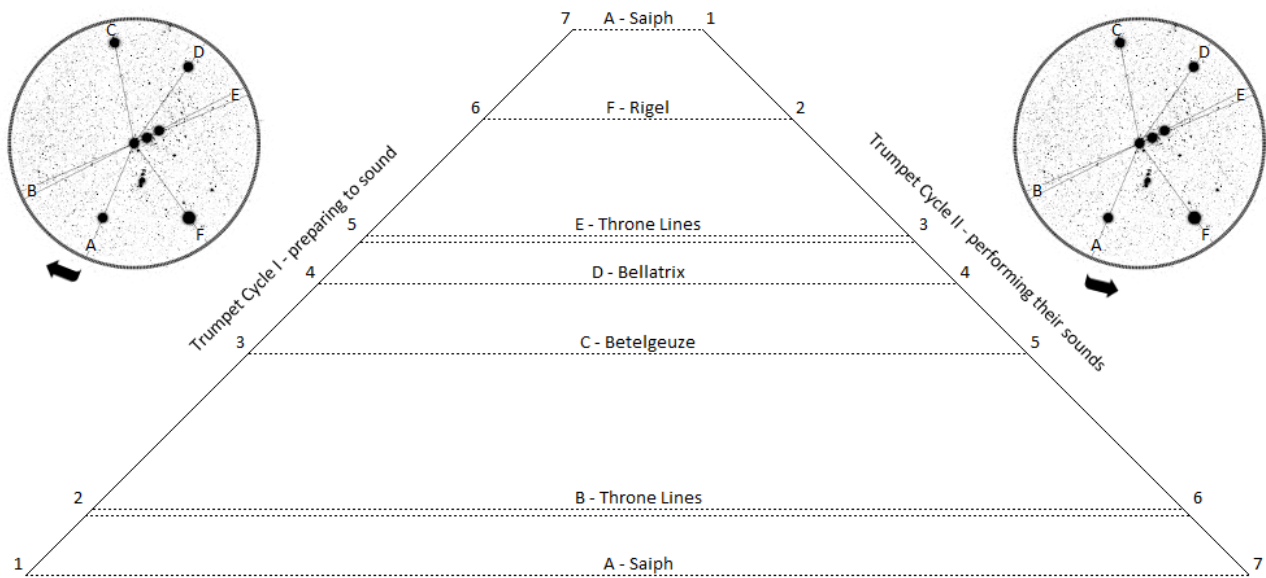 7 A - Saiph 1
C
D
E
B
A
F
C
D
E
B
A
F
6 F - Rigel 2
Trumpet Cycle I - preparing to sound
Trumpet Cycle II - performing their sounds
5 E - Throne Lines 3
4 D - Bellatrix 4
3 C - Betelgeuze 5
2 B - Throne Lines 6
1 A - Saiph 7